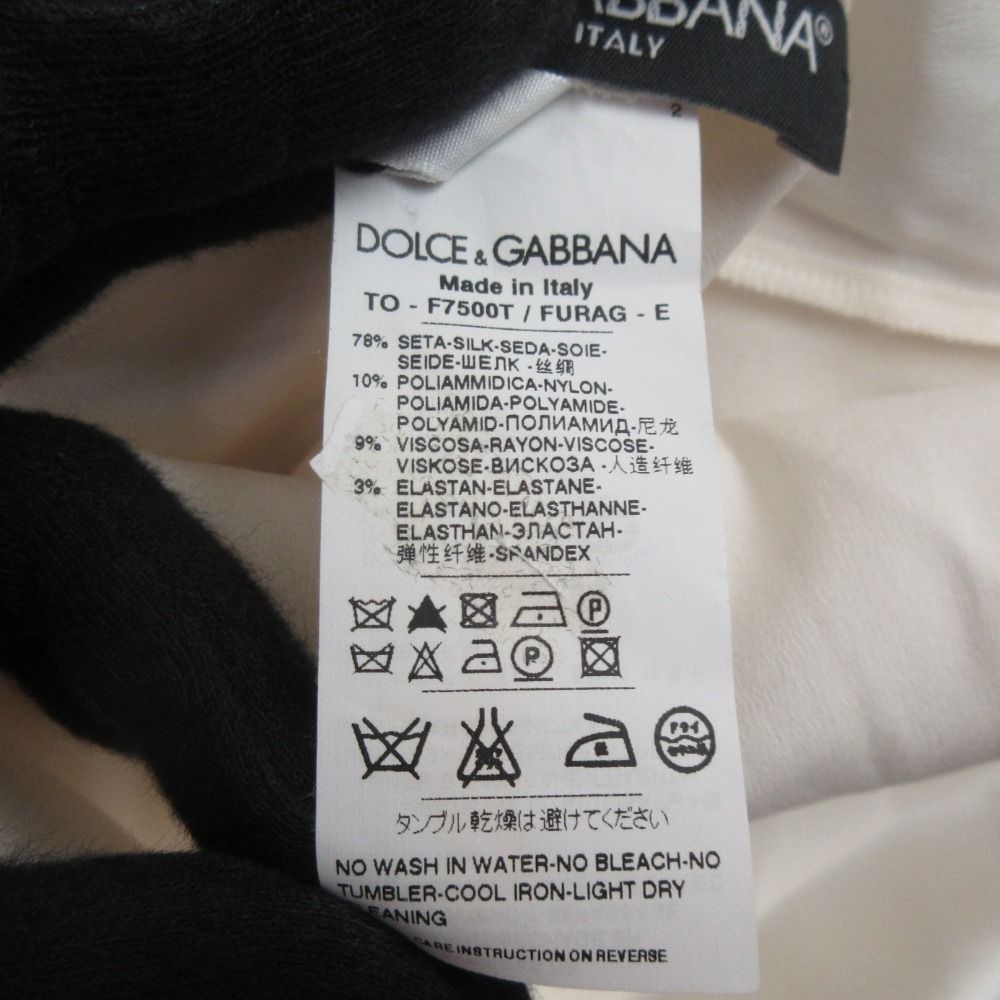 ABBANA®
ITALY
2
DOLCE & GABBANA
Made in Italy
TO - F7500T / FURAG - E
78% SETA-SILK-SEDA-SOIE-
SEIDE-ШЕЛК -丝绸
10% POLIAMMIDICA-NYLON-
POLIAMIDA-POLYAMIDE-
POLYAMID-ПОЛИАМИД-尼龙
9% VISCOSA-RAYON-VISCOSE-
VISKOSE-ВИСКОЗА -人造纤维
3% ELASTAN-ELASTANE-
ELASTANO-ELASTHANNE-
ELASTHAN-ЭЛАСТАН-
弹性纤维-SPANDEX
P
P
ドライ
タンブル乾燥は避けてください
NO WASH IN WATER-NO BLEACH-NO
TUMBLER-COOL IRON-LIGHT DRY
CLEANING
CARE INSTRUCTION ON REVERSE